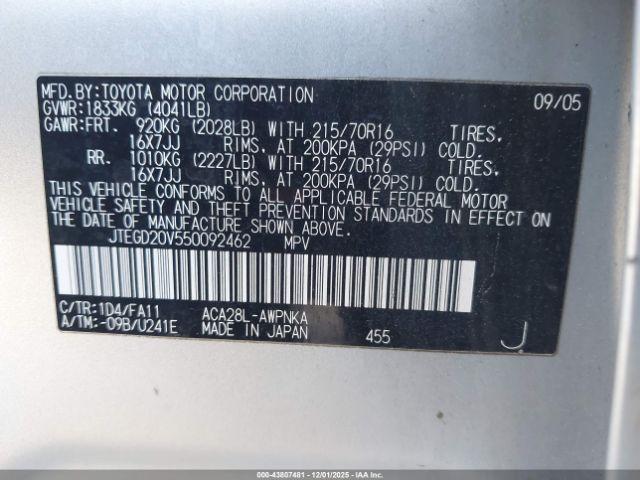 MFD.BY:TOYOTA MOTOR CORPORATION 09/05
GVWR:1833KG (4041LB)
GAWR:FRT. 920KG (2028LB) WITH 215/70R16 TIRES,
16X7JJ RIMS, AT 200KPA (29PSI) COLD.
RR. 1010KG (2227LB) WITH 215/70R16 TIRES,
16X7JJ RIMS, AT 200KPA (29PSI) COLD.
THIS VEHICLE CONFORMS TO ALL APPLICABLE FEDERAL MOTOR
VEHICLE SAFETY AND THEFT PREVENTION STANDARDS IN EFFECT ON
THE DATE OF MANUFACTURE SHOWN ABOVE.
JTEGD20V550092462 MPV
C/TR:1D4/FA11 ACA28L-AWPNKA
A/TM:-09B/U241E MADE IN JAPAN 455 J
000-43807481 - 12/01/2025 - IAAI.COM